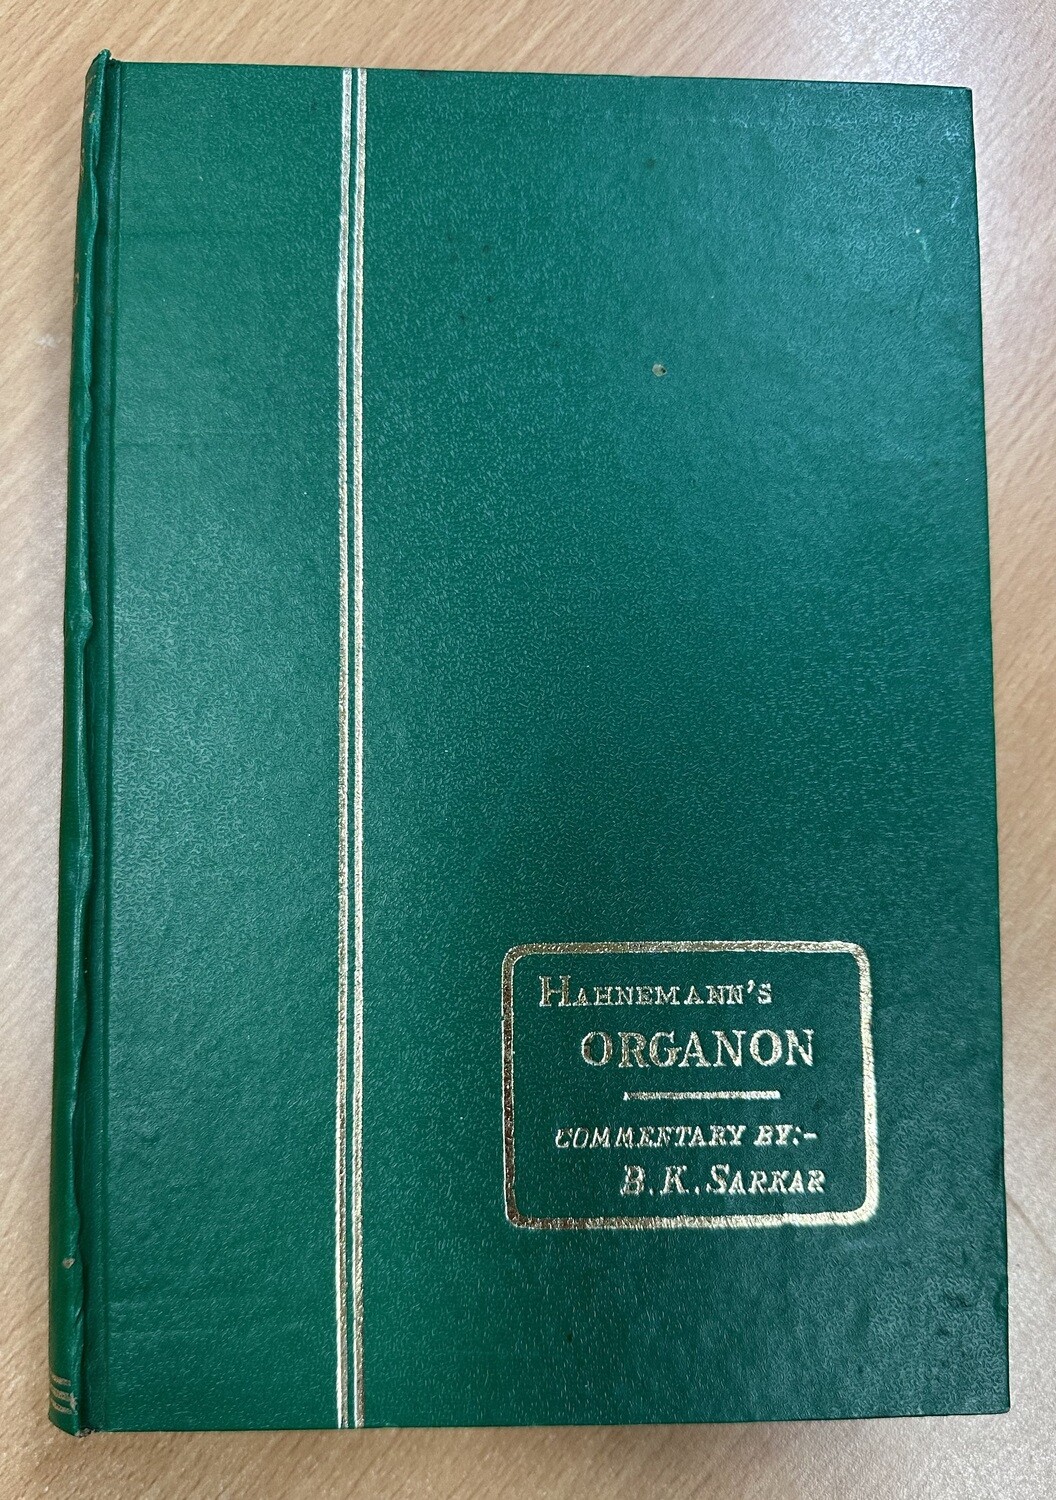 HAHNEMANN'S
ORGANON
COMMENTARY BY:-
B. K. SARKAR